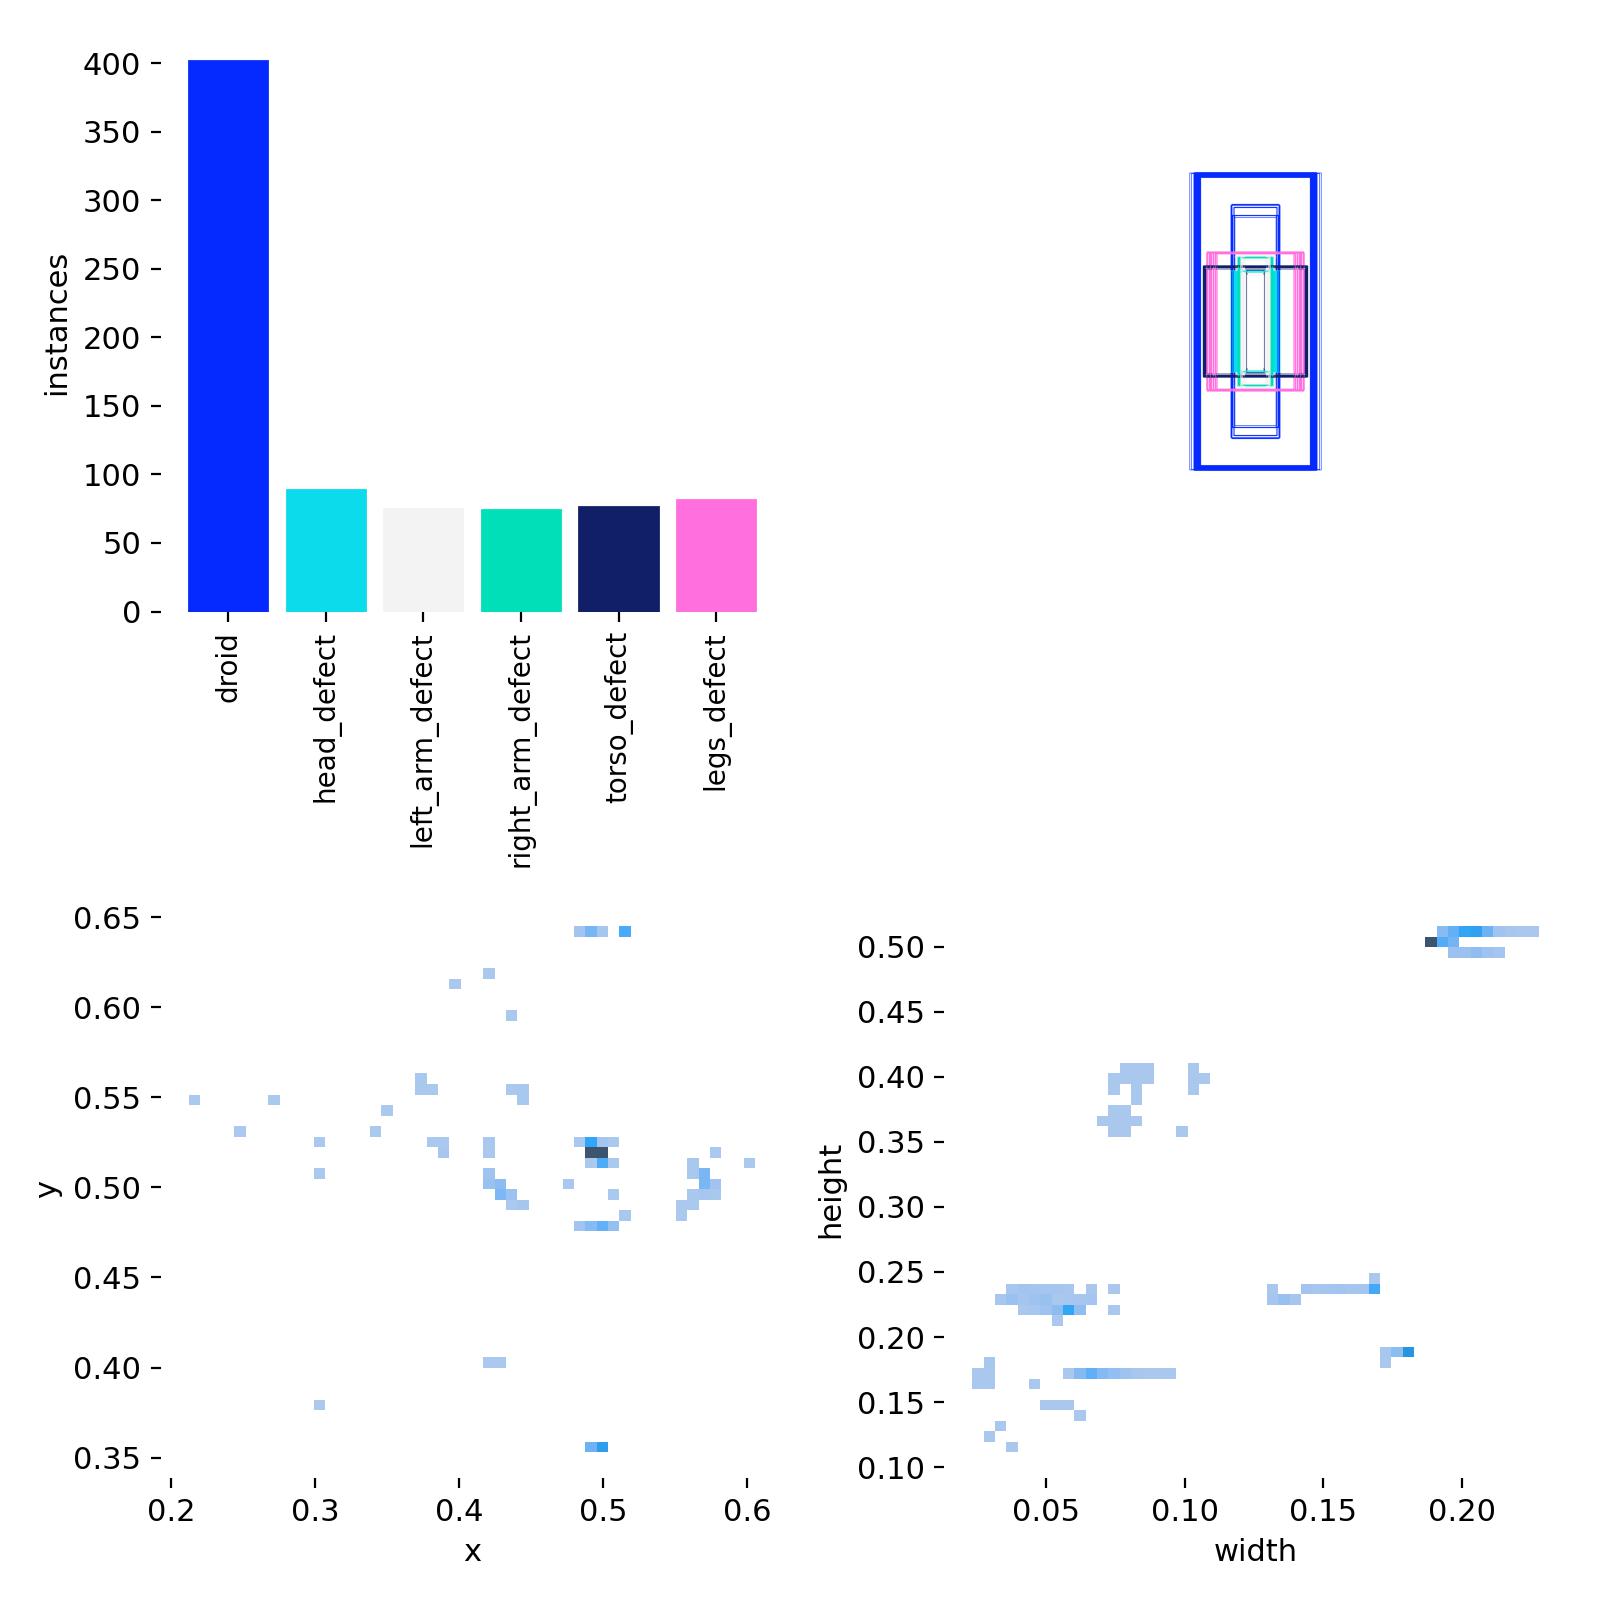 400
350
300
250
200
150
100
50
0
instances
droid
head_defect
left_arm_defect
right_arm_defect
torso_defect
legs_defect
0.65
0.60
0.55
0.50
0.45
0.40
0.35
y
0.2 0.3 0.4 0.5 0.6
x
0.50
0.45
0.40
0.35
0.30
0.25
0.20
0.15
0.10
height
0.05 0.10 0.15 0.20
width